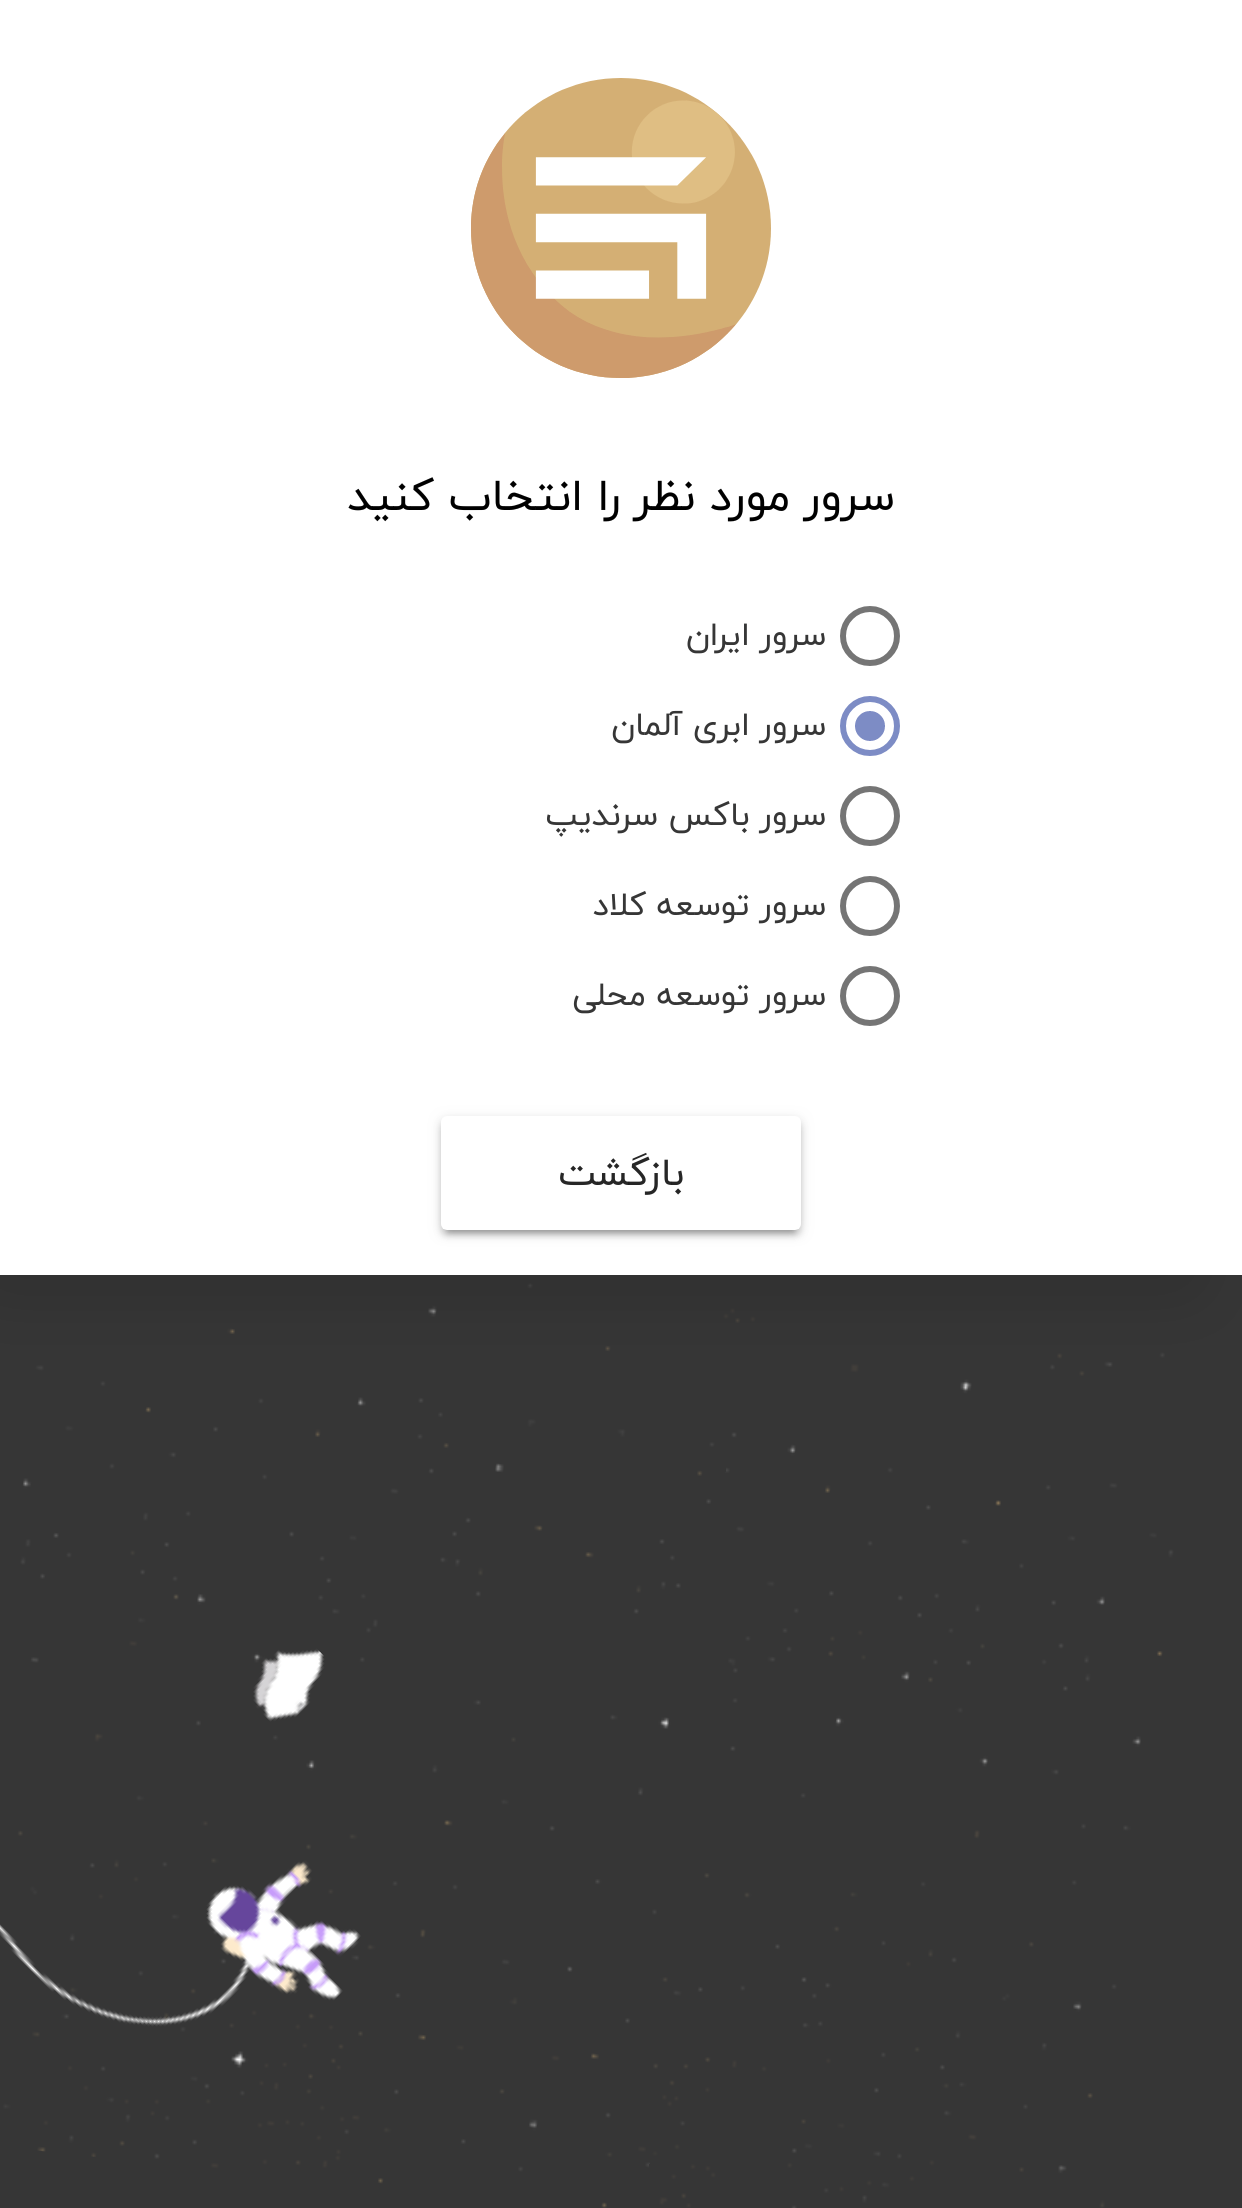 سرور مورد نظر را انتخاب کنید
سرور ایران
سرور ابری آلمان
سرور باکس سرندیپ
سرور توسعه کلاد
سرور توسعه محلی
بازگشت